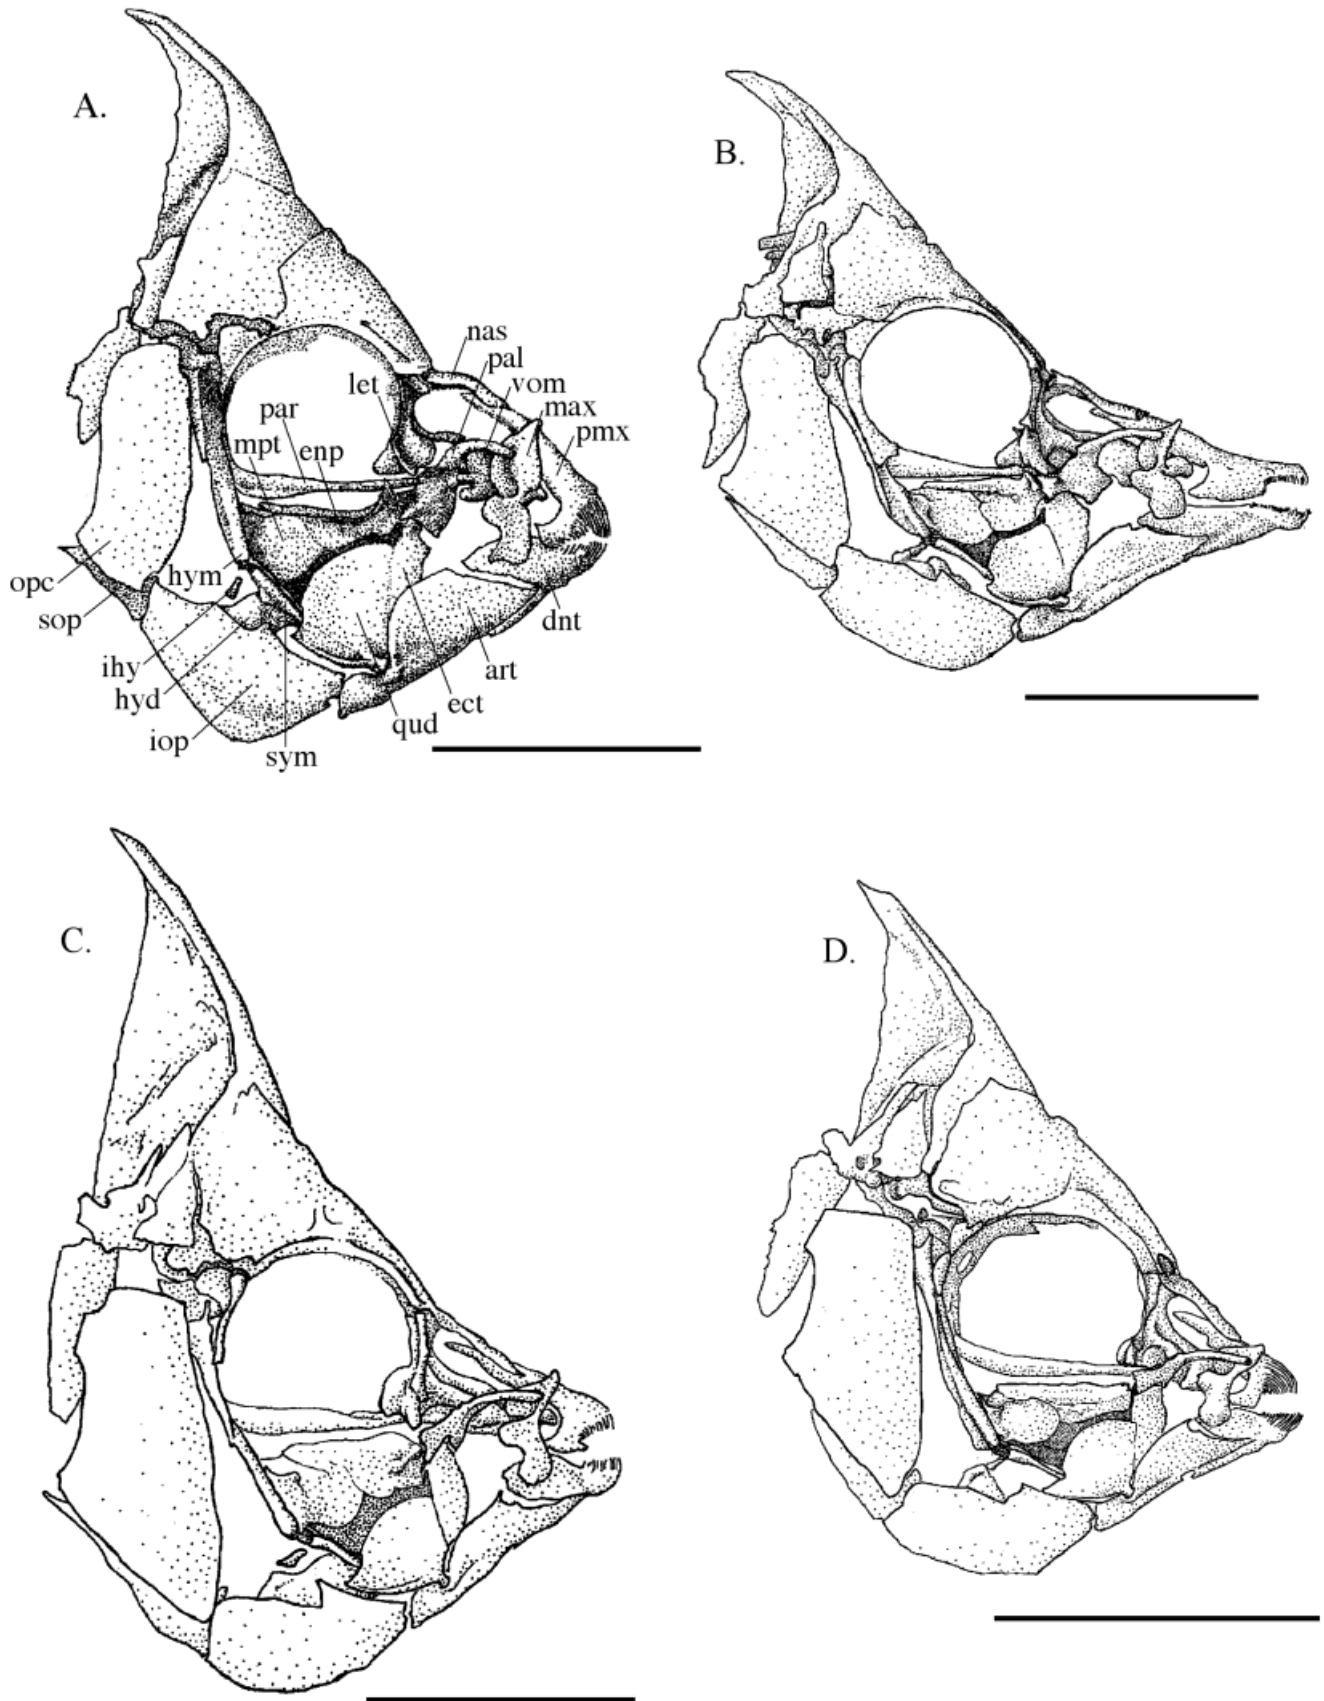 A.
B.
nas
pal
let
vom
max
par
pmx
mpt
enp
hym
opc
sop
dnt
ihy
art
hyd
ect
iop
qud
sym
C.
D.